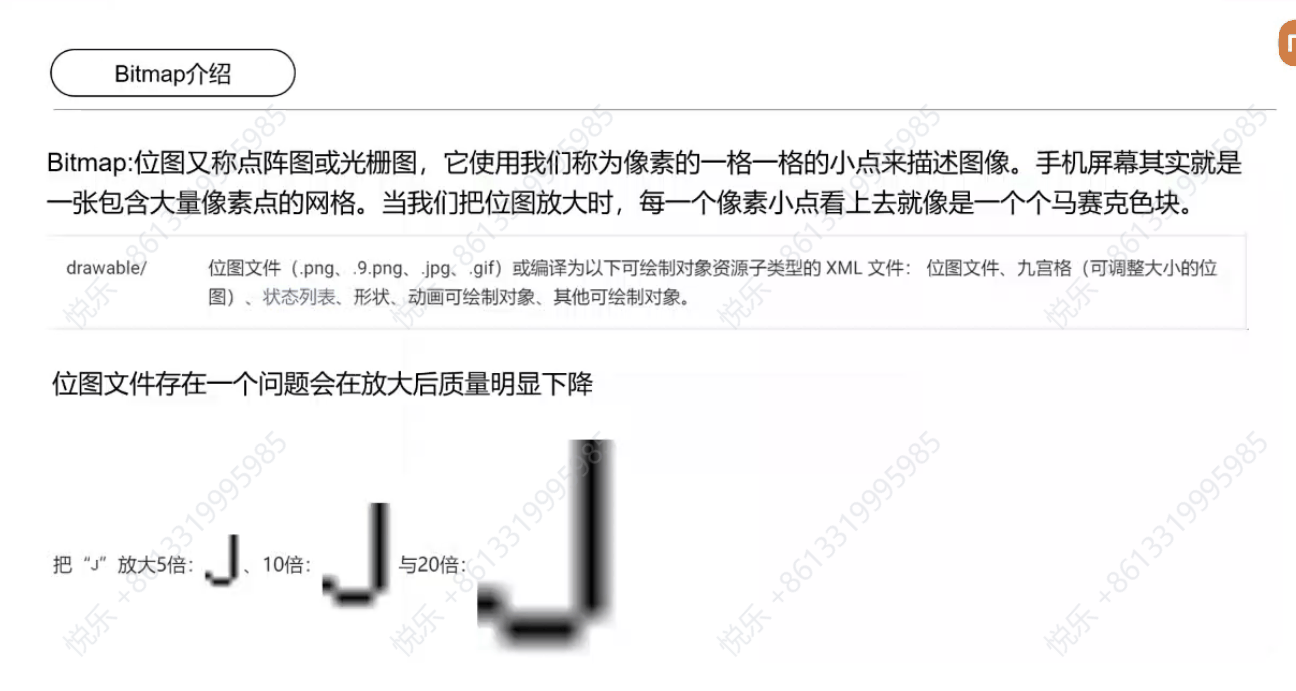 Bitmap介绍
Bitmap:位图又称点阵图或光栅图，它使用我们称为像素的一格一格的小点来描述图像。手机屏幕其实就是
一张包含大量像素点的网格。当我们把位图放大时，每一个像素小点看上去就像是一个个马赛克色块。
drawable/ 位图文件（.png、.9.png、.jpg、.gif）或编译为以下可绘制对象资源子类型的 XML 文件： 位图文件、九宫格（可调整大小的位
图）、状态列表、形状、动画可绘制对象、其他可绘制对象。
位图文件存在一个问题会在放大后质量明显下降
把“J”放大5倍：J、10倍：J 与20倍：J
悦乐 +8613319995985
悦乐 +8613319995985
悦乐 +8613319995985
悦乐 +8613319995985
悦乐 +8613319995985
悦乐 +8613319995985
悦乐 +8613319995985
悦乐 +8613319995985